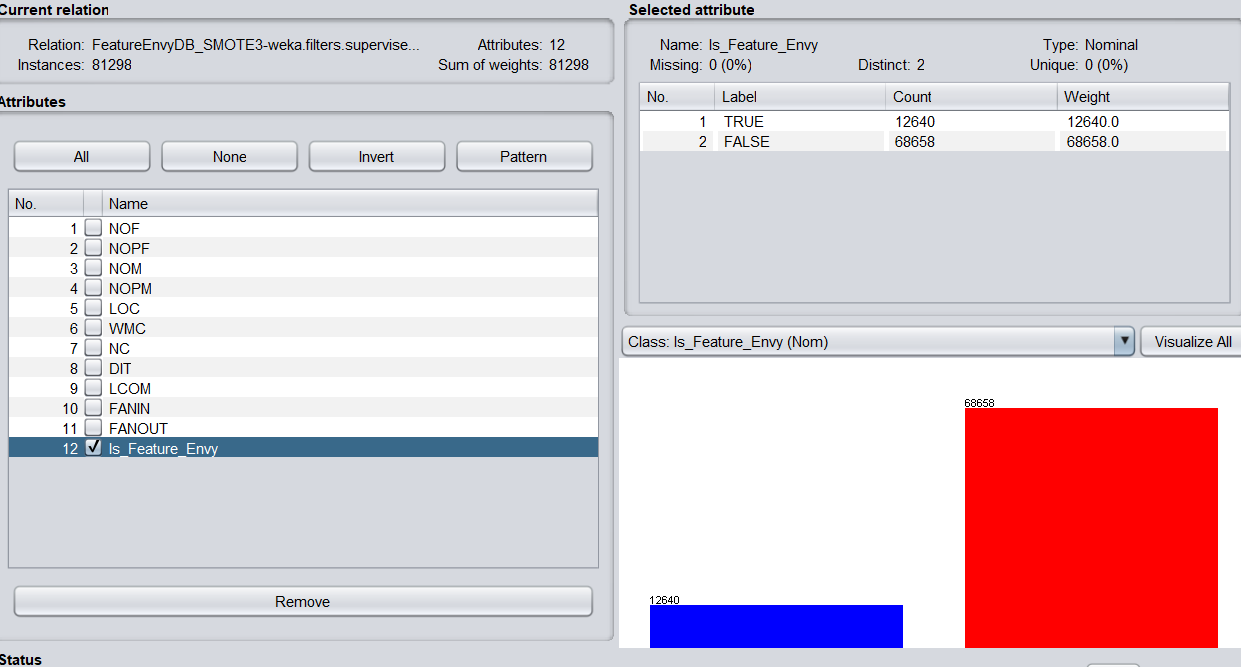 Current relation
Relation: FeatureEnvyDB_SMOTE3-weka.filters.supervise... Attributes: 12
Instances: 81298 Sum of weights: 81298
Attributes
All None Invert Pattern
No. Name
1 NOF
2 NOPF
3 NOM
4 NOPM
5 LOC
6 WMC
7 NC
8 DIT
9 LCOM
10 FANIN
11 FANOUT
12 Is_Feature_Envy
Remove
Status
Selected attribute
Name: Is_Feature_Envy Type: Nominal
Missing: 0 (0%) Distinct: 2 Unique: 0 (0%)
No. Label Count Weight
1 TRUE 12640 12640.0
2 FALSE 68658 68658.0
Class: Is_Feature_Envy (Nom) Visualize All
68658
12640